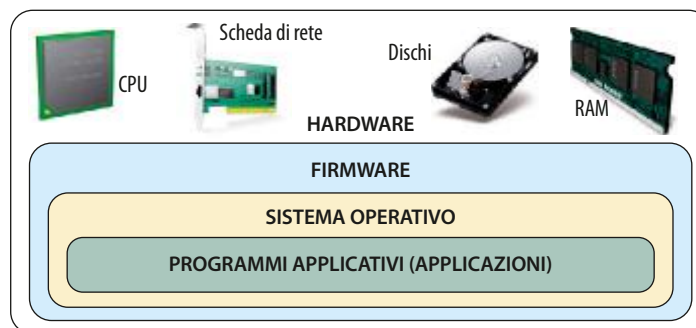 Scheda di rete
Dischi
CPU
RAM
HARDWARE
FIRMWARE
SISTEMA OPERATIVO
PROGRAMMI APPLICATIVI (APPLICAZIONI)